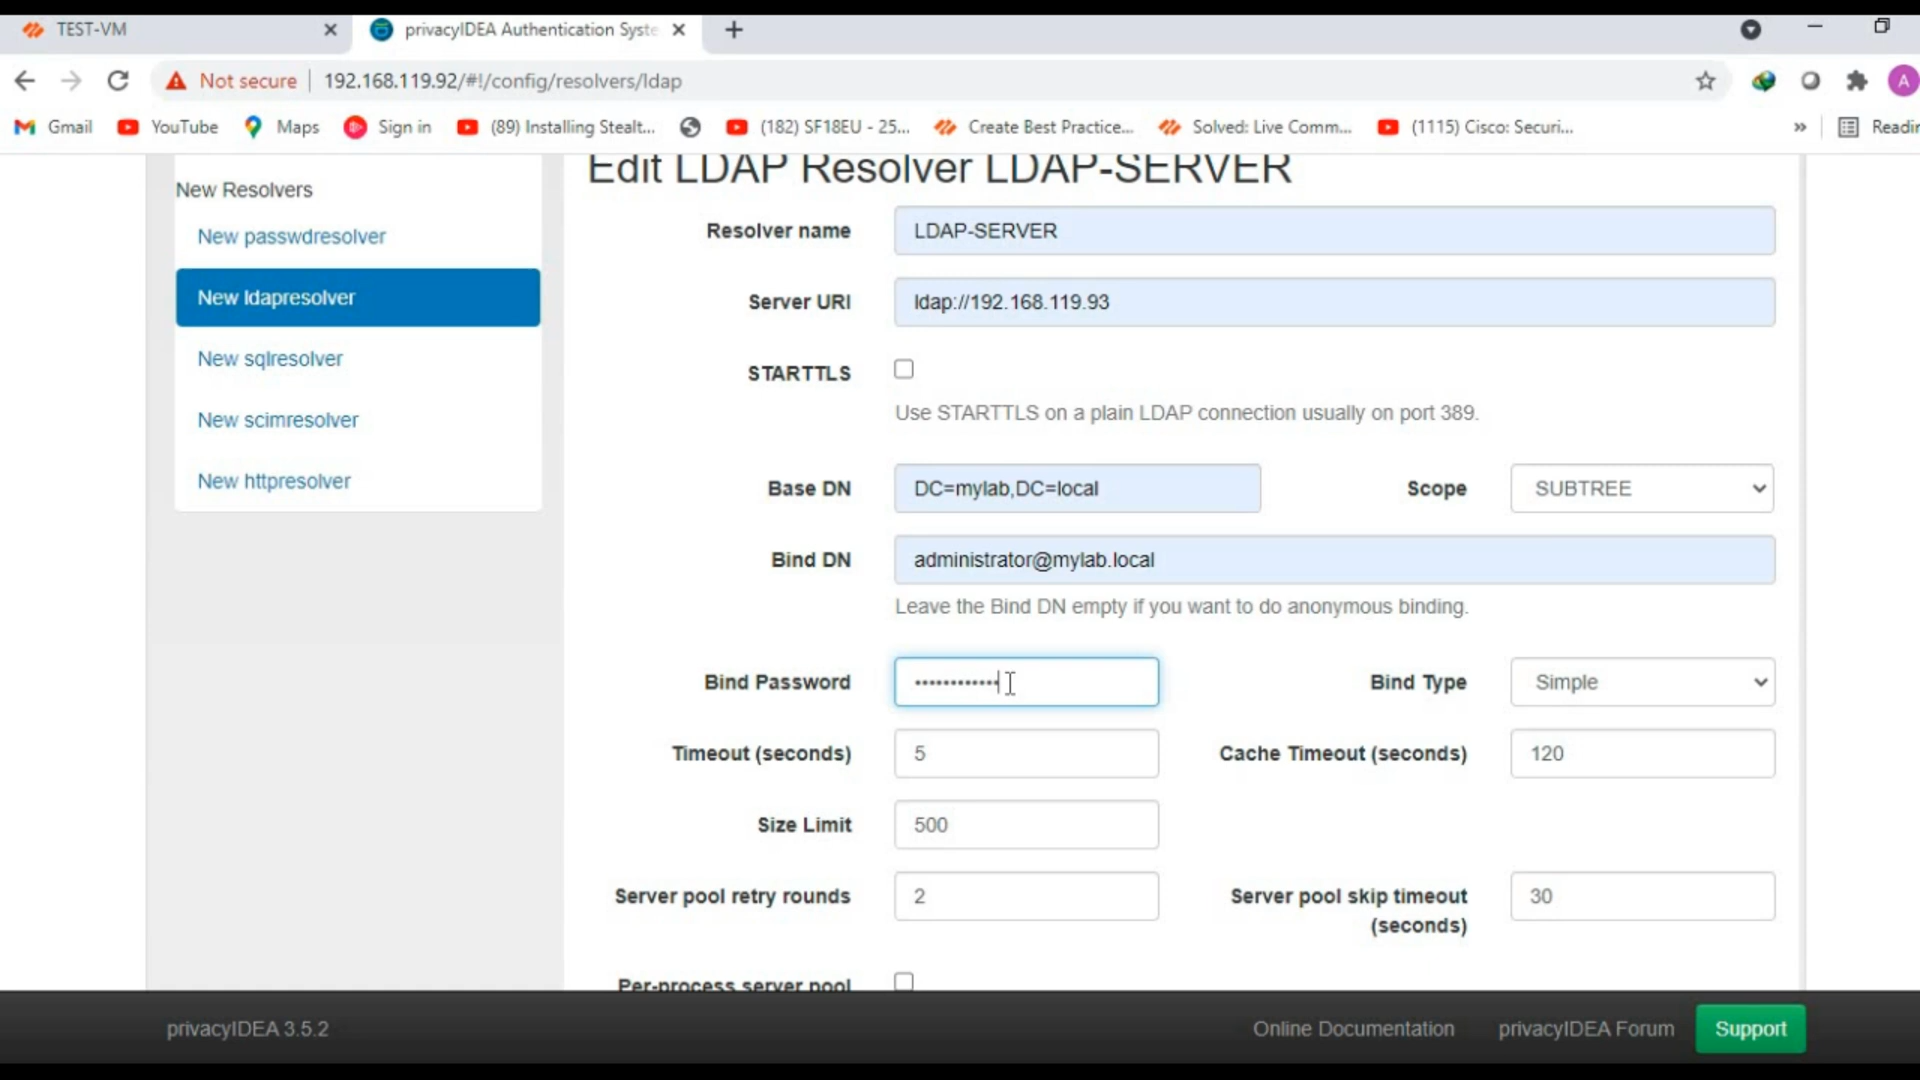 TEST-VM
privacyIDEA Authentication Syste
Not secure
192.168.119.92/#!/config/resolvers/ldap
A
Gmail
YouTube
Maps
Sign in
(89) Installing Stealt...
(182) SF18EU - 25...
Create Best Practice...
Solved: Live Comm...
(1115) Cisco: Securi...
»
Readin
New Resolvers
New passwdresolver
New ldapresolver
New sqlresolver
New scimresolver
New httpresolver
Edit LDAP Resolver LDAP-SERVER
Resolver name
LDAP-SERVER
Server URI
ldap://192.168.119.93
STARTTLS
Use STARTTLS on a plain LDAP connection usually on port 389.
Base DN
DC=mylab,DC=local
Scope
SUBTREE
Bind DN
administrator@mylab.local
Leave the Bind DN empty if you want to do anonymous binding.
Bind Password
••••••••••••
Bind Type
Simple
Timeout (seconds)
5
Cache Timeout (seconds)
120
Size Limit
500
Server pool retry rounds
2
Server pool skip timeout
(seconds)
30
Per-process server pool
privacyIDEA 3.5.2
Online Documentation
privacyIDEA Forum
Support